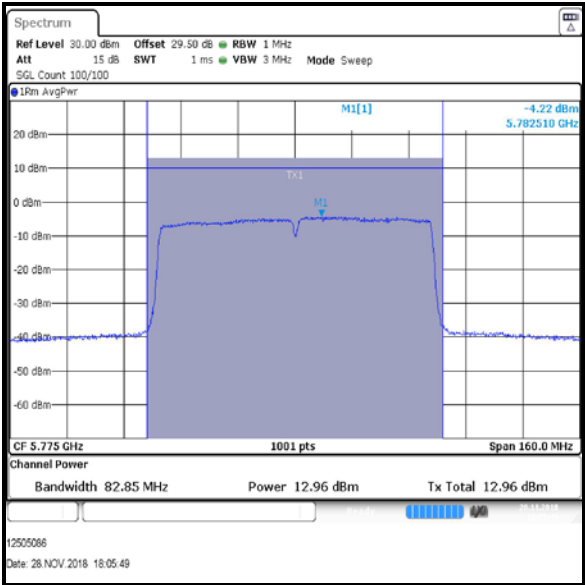 Spectrum
Ref Level 30.00 dBm Offset 29.50 dB RBW 1 MHz
Att 15 dB SWT 1 ms VBW 3 MHz Mode Sweep
SGL Count 100/100
1Rm AvgPwr
M1[1] -4.22 dBm
5.782510 GHz
20 dBm
10 dBm
TX1
0 dBm
M1
-10 dBm
-20 dBm
-30 dBm
-40 dBm
-50 dBm
-60 dBm
CF 5.775 GHz 1001 pts Span 160.0 MHz
Channel Power
Bandwidth 82.85 MHz Power 12.96 dBm Tx Total 12.96 dBm
Ready 28.11.2018
12505086
Date: 28.NOV.2018 18:05:49